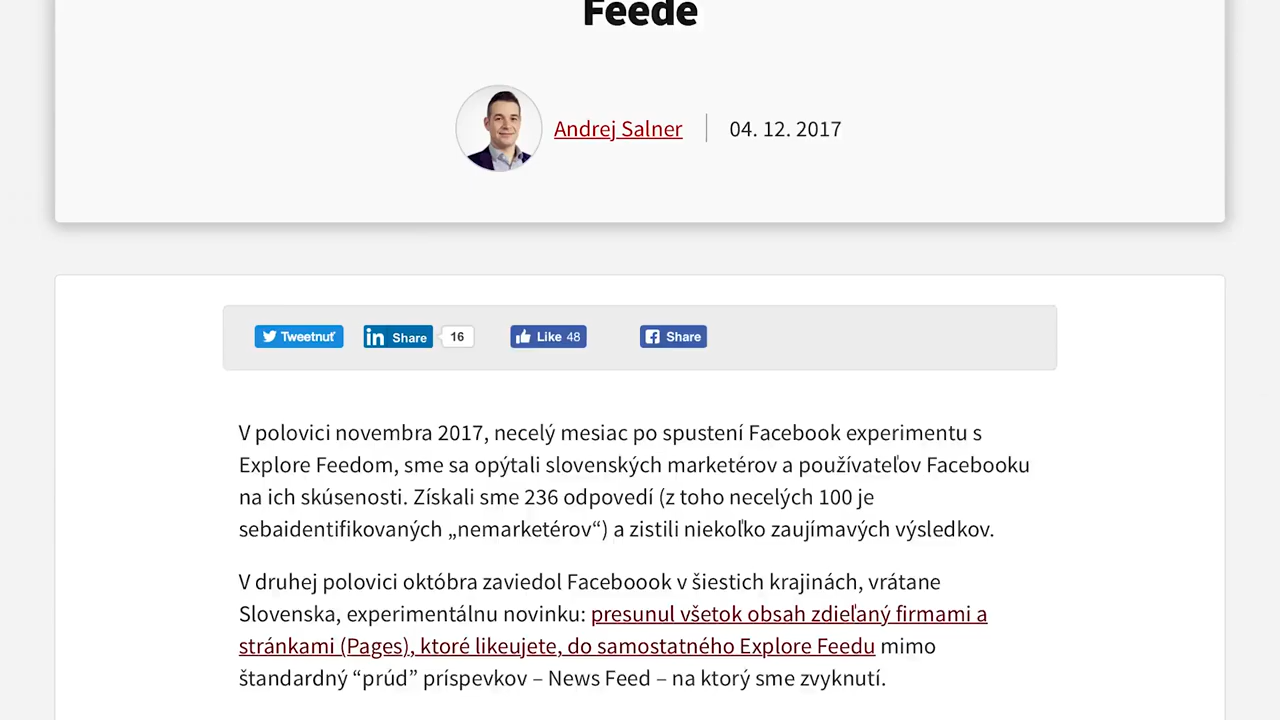 Feede
Andrej Salner
04. 12. 2017
Tweetnuť
Share
16
Like 48
Share
V polovici novembra 2017, necelý mesiac po spustení Facebook experimentu s
Explore Feedom, sme sa opýtali slovenských marketérov a používateľov Facebooku
na ich skúsenosti. Získali sme 236 odpovedí (z toho necelých 100 je
sebaidentifikovaných „nemarketérov“) a zistili niekoľko zaujímavých výsledkov.
V druhej polovici októbra zaviedol Faceboook v šiestich krajinách, vrátane
Slovenska, experimentálnu novinku: presunul všetok obsah zdieľaný firmami a
stránkami (Pages), ktoré likeujete, do samostatného Explore Feedu mimo
štandardný “prúd” príspevkov – News Feed – na ktorý sme zvyknutí.